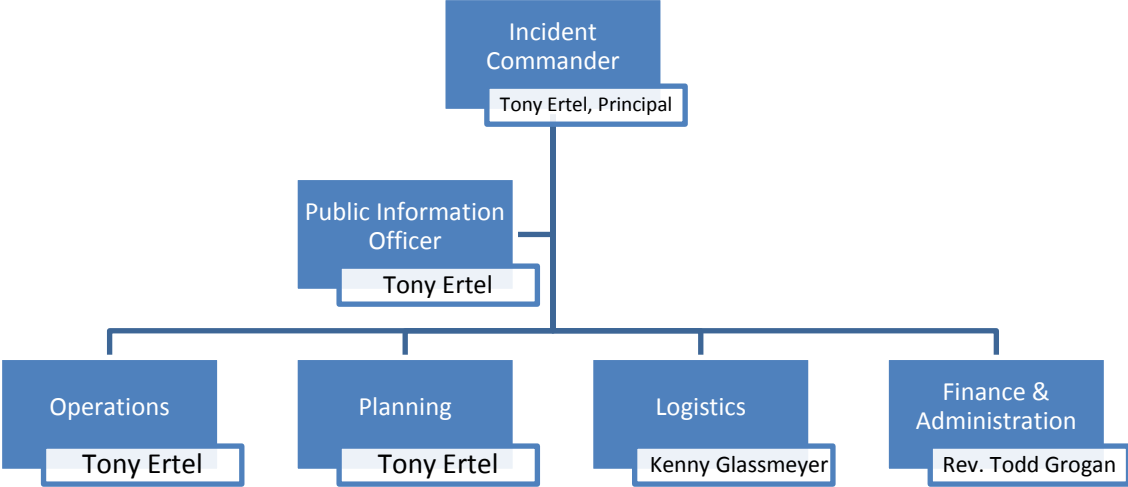 Incident
Commander
Tony Ertel, Principal
Public Information
Officer
Tony Ertel
Operations
Tony Ertel
Planning
Tony Ertel
Logistics
Kenny Glassmeyer
Finance &
Administration
Rev. Todd Grogan